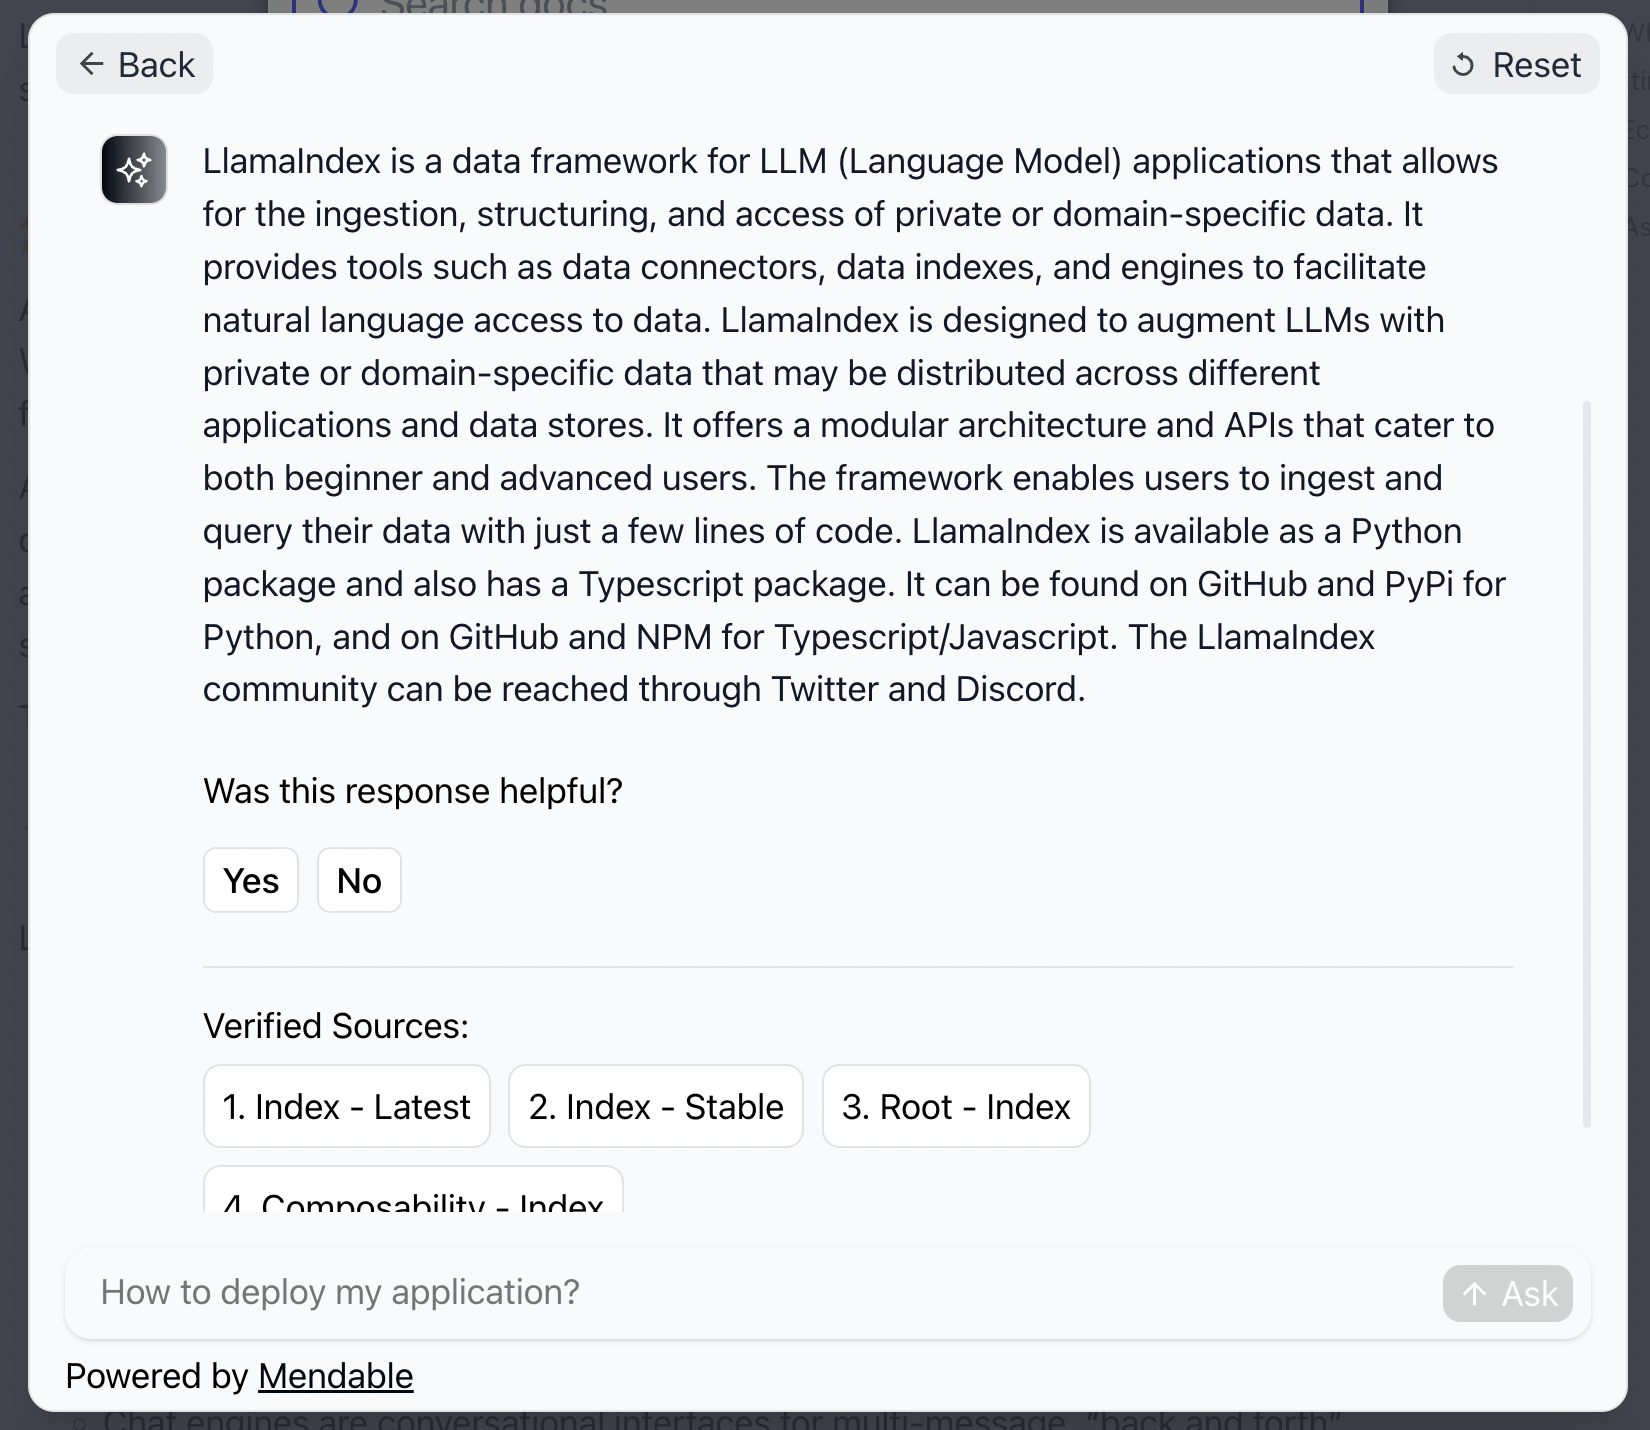 Search docs
Back
Reset
LlamaIndex is a data framework for LLM (Language Model) applications that allows
for the ingestion, structuring, and access of private or domain-specific data. It
provides tools such as data connectors, data indexes, and engines to facilitate
natural language access to data. LlamaIndex is designed to augment LLMs with
private or domain-specific data that may be distributed across different
applications and data stores. It offers a modular architecture and APIs that cater to
both beginner and advanced users. The framework enables users to ingest and
query their data with just a few lines of code. LlamaIndex is available as a Python
package and also has a Typescript package. It can be found on GitHub and PyPi for
Python, and on GitHub and NPM for Typescript/Javascript. The LlamaIndex
community can be reached through Twitter and Discord.
Was this response helpful?
Yes No
Verified Sources:
1. Index - Latest 2. Index - Stable 3. Root - Index
4. Composability - Index
How to deploy my application?
Ask
Powered by Mendable
Chat engines are conversational interfaces for multi-message, “back and forth”